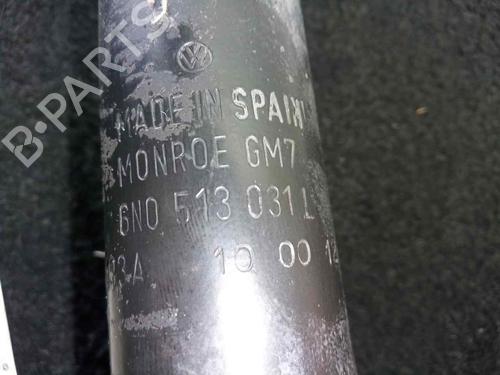 B-PARTS
MADE IN SPAIN
MONROE GM7
6N0 513 031 L
10 00